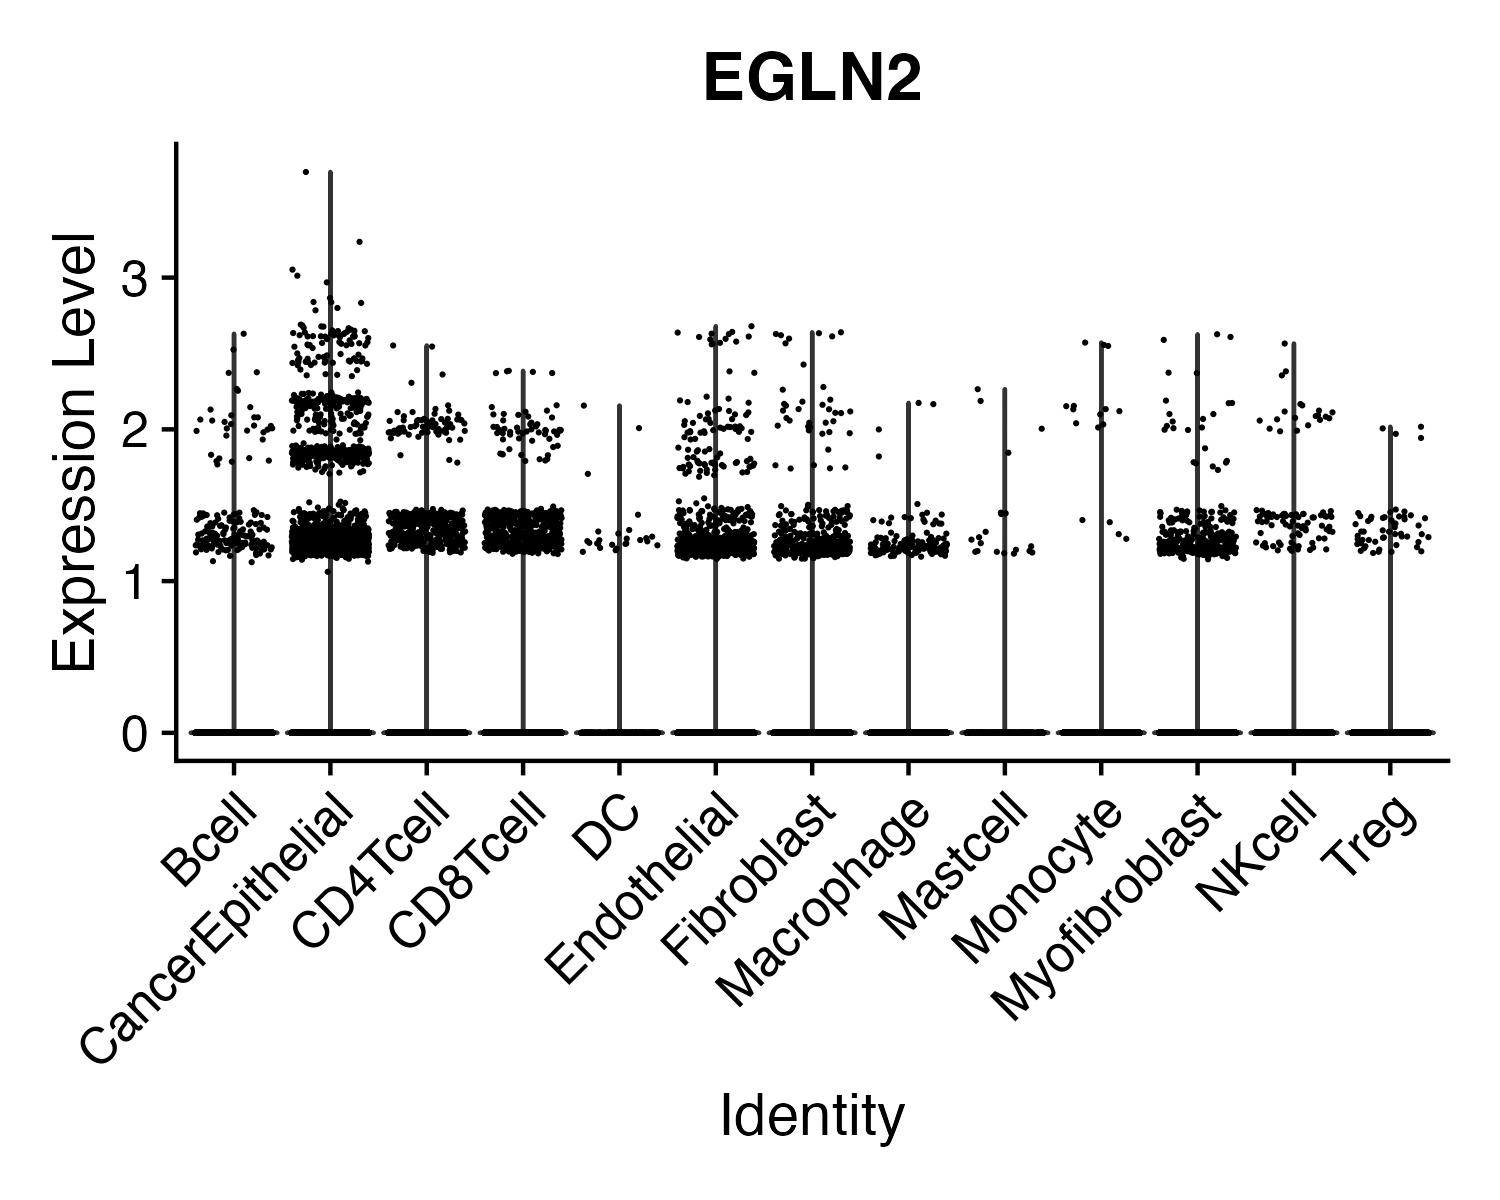 EGLN2
Expression Level
3
2
1
0
Bcell
CancerEpithelial
CD4Tcell
CD8Tcell
DC
Endothelial
Fibroblast
Macrophage
Mastcell
Monocyte
Myofibroblast
NKcell
Treg
Identity